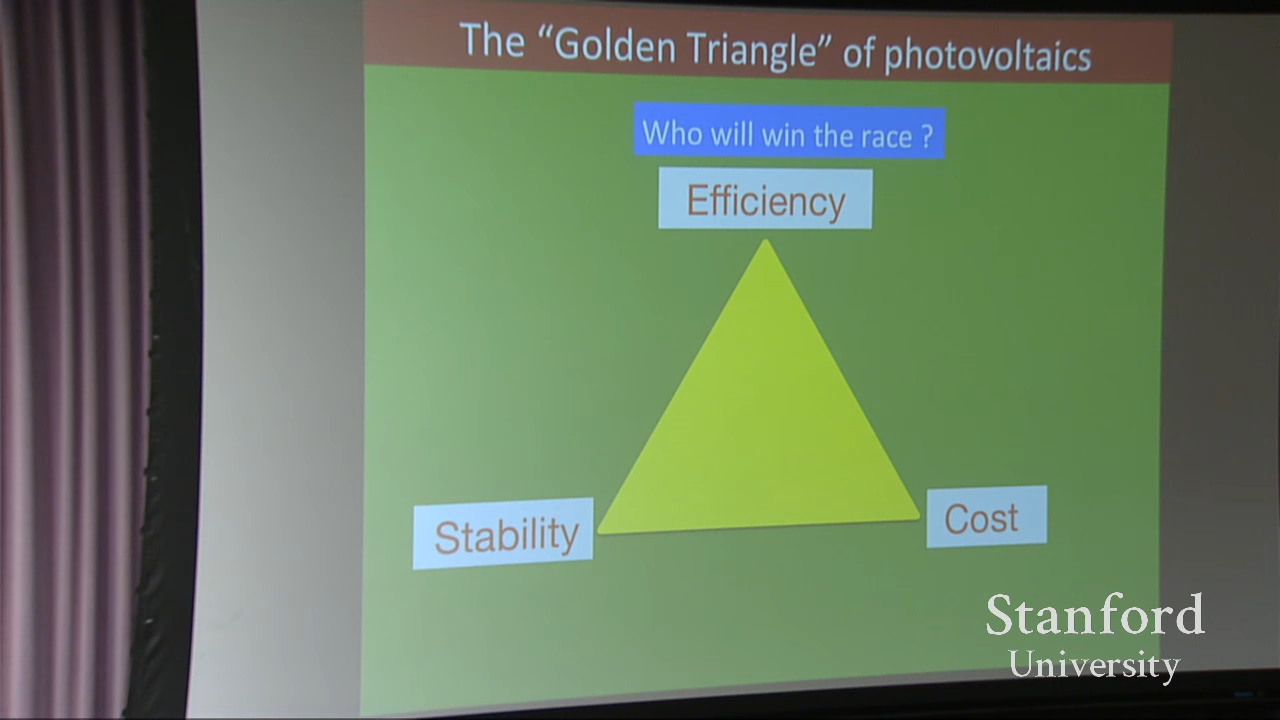 The “Golden Triangle” of photovoltaics
Who will win the race ?
Efficiency
Stability
Cost
Stanford
University